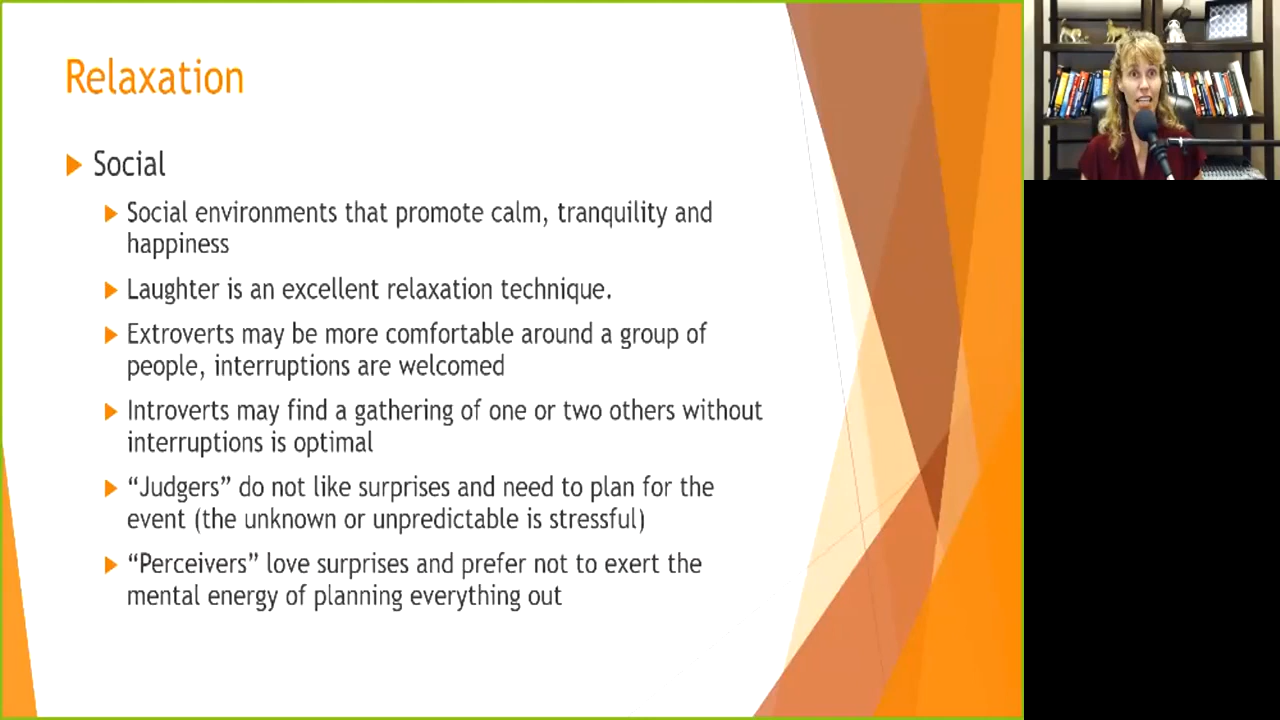 Relaxation
Social
Social environments that promote calm, tranquility and
happiness
Laughter is an excellent relaxation technique.
Extroverts may be more comfortable around a group of
people, interruptions are welcomed
Introverts may find a gathering of one or two others without
interruptions is optimal
“Judgers” do not like surprises and need to plan for the
event (the unknown or unpredictable is stressful)
“Perceivers” love surprises and prefer not to exert the
mental energy of planning everything out